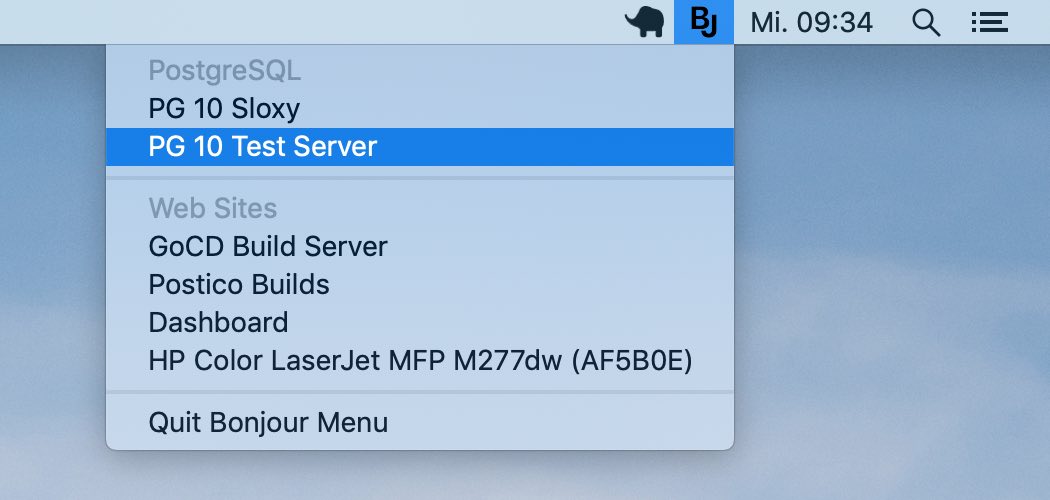 BJ Mi. 09:34
PostgreSQL
PG 10 Sloxy
PG 10 Test Server
Web Sites
GoCD Build Server
Postico Builds
Dashboard
HP Color LaserJet MFP M277dw (AF5B0E)
Quit Bonjour Menu